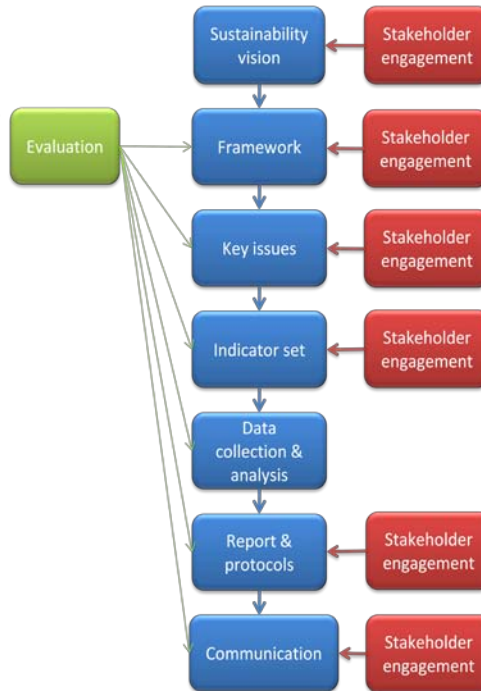 Sustainability
vision
Stakeholder
engagement
Evaluation
Framework
Stakeholder
engagement
Key issues
Stakeholder
engagement
Indicator set
Stakeholder
engagement
Data
collection &
analysis
Report &
protocols
Stakeholder
engagement
Communication
Stakeholder
engagement